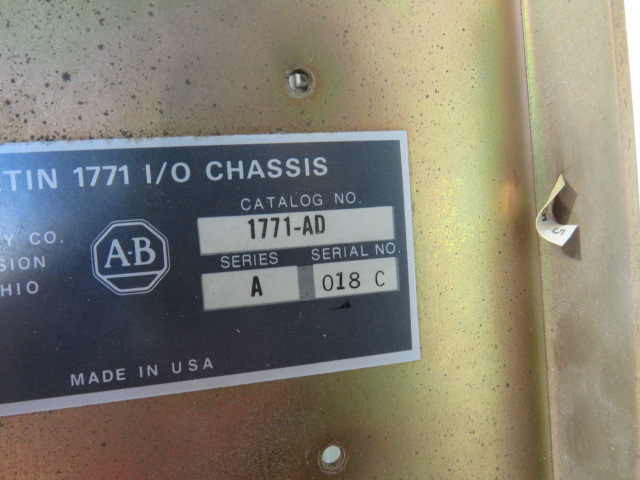 TIN 1771 I/O CHASSIS
CATALOG NO.
1771-AD
Y CO.
SION
HIO
A-B
SERIES
SERIAL NO.
A
018 C
MADE IN USA